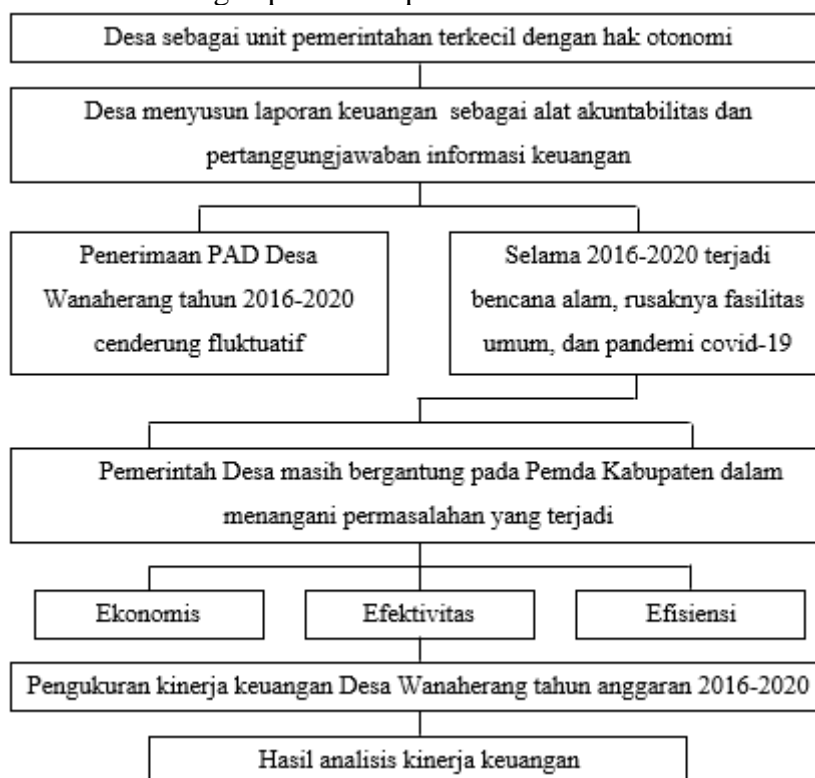 Desa sebagai unit pemerintahan terkecil dengan hak otonomi
Desa menyusun laporan keuangan sebagai alat akuntabilitas dan
pertanggungjawaban informasi keuangan
Penerimaan PAD Desa
Wanaherang tahun 2016-2020
cenderung fluktuatif
Selama 2016-2020 terjadi
bencana alam, rusaknya fasilitas
umum, dan pandemi covid-19
Pemerintah Desa masih bergantung pada Pemda Kabupaten dalam
menangani permasalahan yang terjadi
Ekonomis
Efektivitas
Efisiensi
Pengukuran kinerja keuangan Desa Wanaherang tahun anggaran 2016-2020
Hasil analisis kinerja keuangan